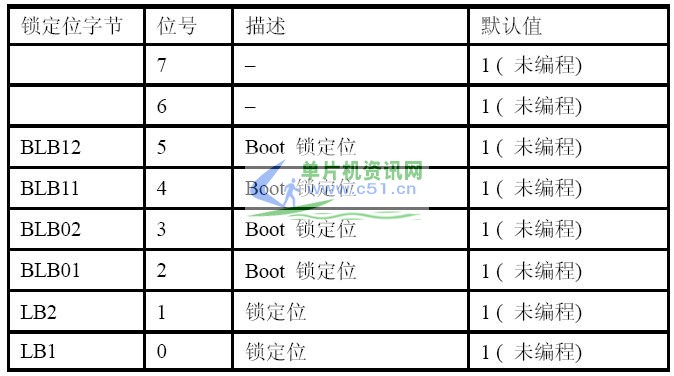 锁定位字节 位号 描述 默认值
7 – 1 ( 未编程)
6 – 1 ( 未编程)
BLB12 5 Boot 锁定位 1 ( 未编程)
单片机资讯网
BLB11 4 Boot 锁定位 1 ( 未编程)
www.c51.cn
BLB02 3 Boot 锁定位 1 ( 未编程)
BLB01 2 Boot 锁定位 1 ( 未编程)
LB2 1 锁定位 1 ( 未编程)
LB1 0 锁定位 1 ( 未编程)